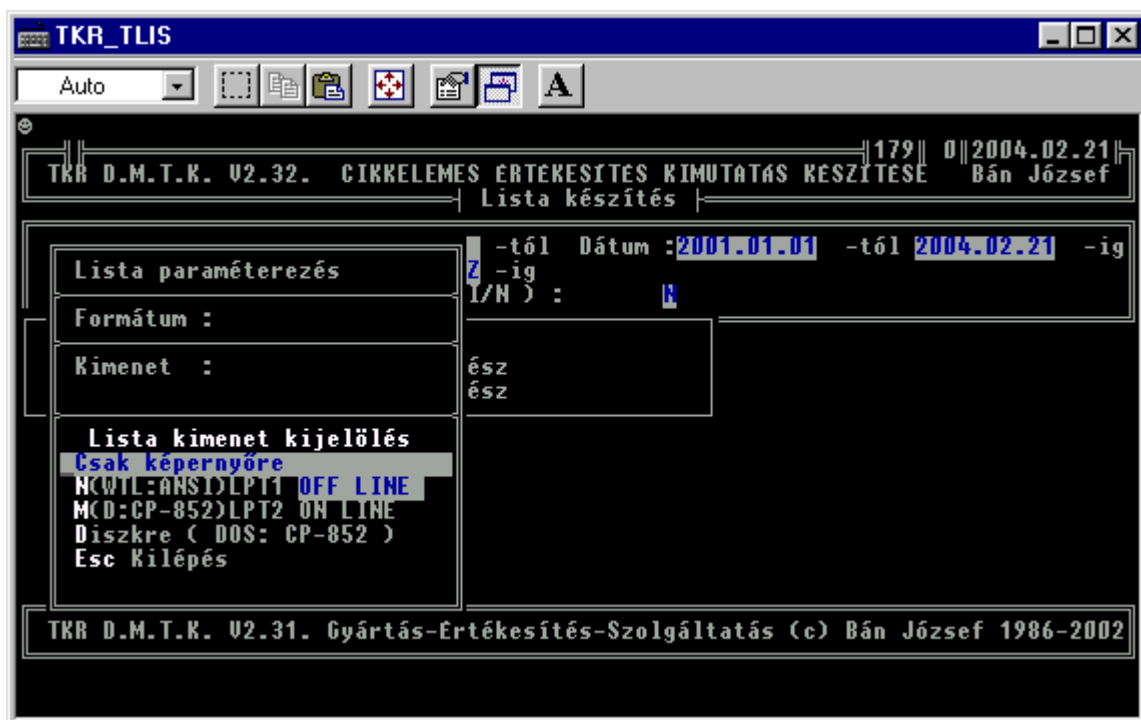 TKR_TLIS
Auto
A
179 0 2004.02.21
TKR D.M.T.K. V2.32. CIKKELEMES ÉRTÉKESÍTÉS KIMUTATÁS KÉSZÍTÉSE Bán József
Lista készítés
-tól Dátum :2001.01.01 -tól 2004.02.21 -ig
Lista paraméterezés Z -ig
I/N ) : N
Formátum :
Kimenet : ész
ész
Lista kimenet kijelölés
Csak képernyőre
N(WTL:ANSI)LPT1 OFF LINE
M(D:CP-852)LPT2 ON LINE
Diszkre ( DOS: CP-852 )
Esc Kilépés
TKR D.M.T.K. V2.31. Gyártás-Értékesítés-Szolgáltatás (c) Bán József 1986-2002